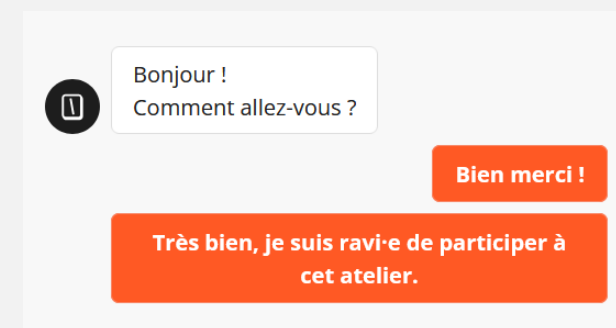 Bonjour !
Comment allez-vous ?
Bien merci !
Très bien, je suis ravi·e de participer à
cet atelier.